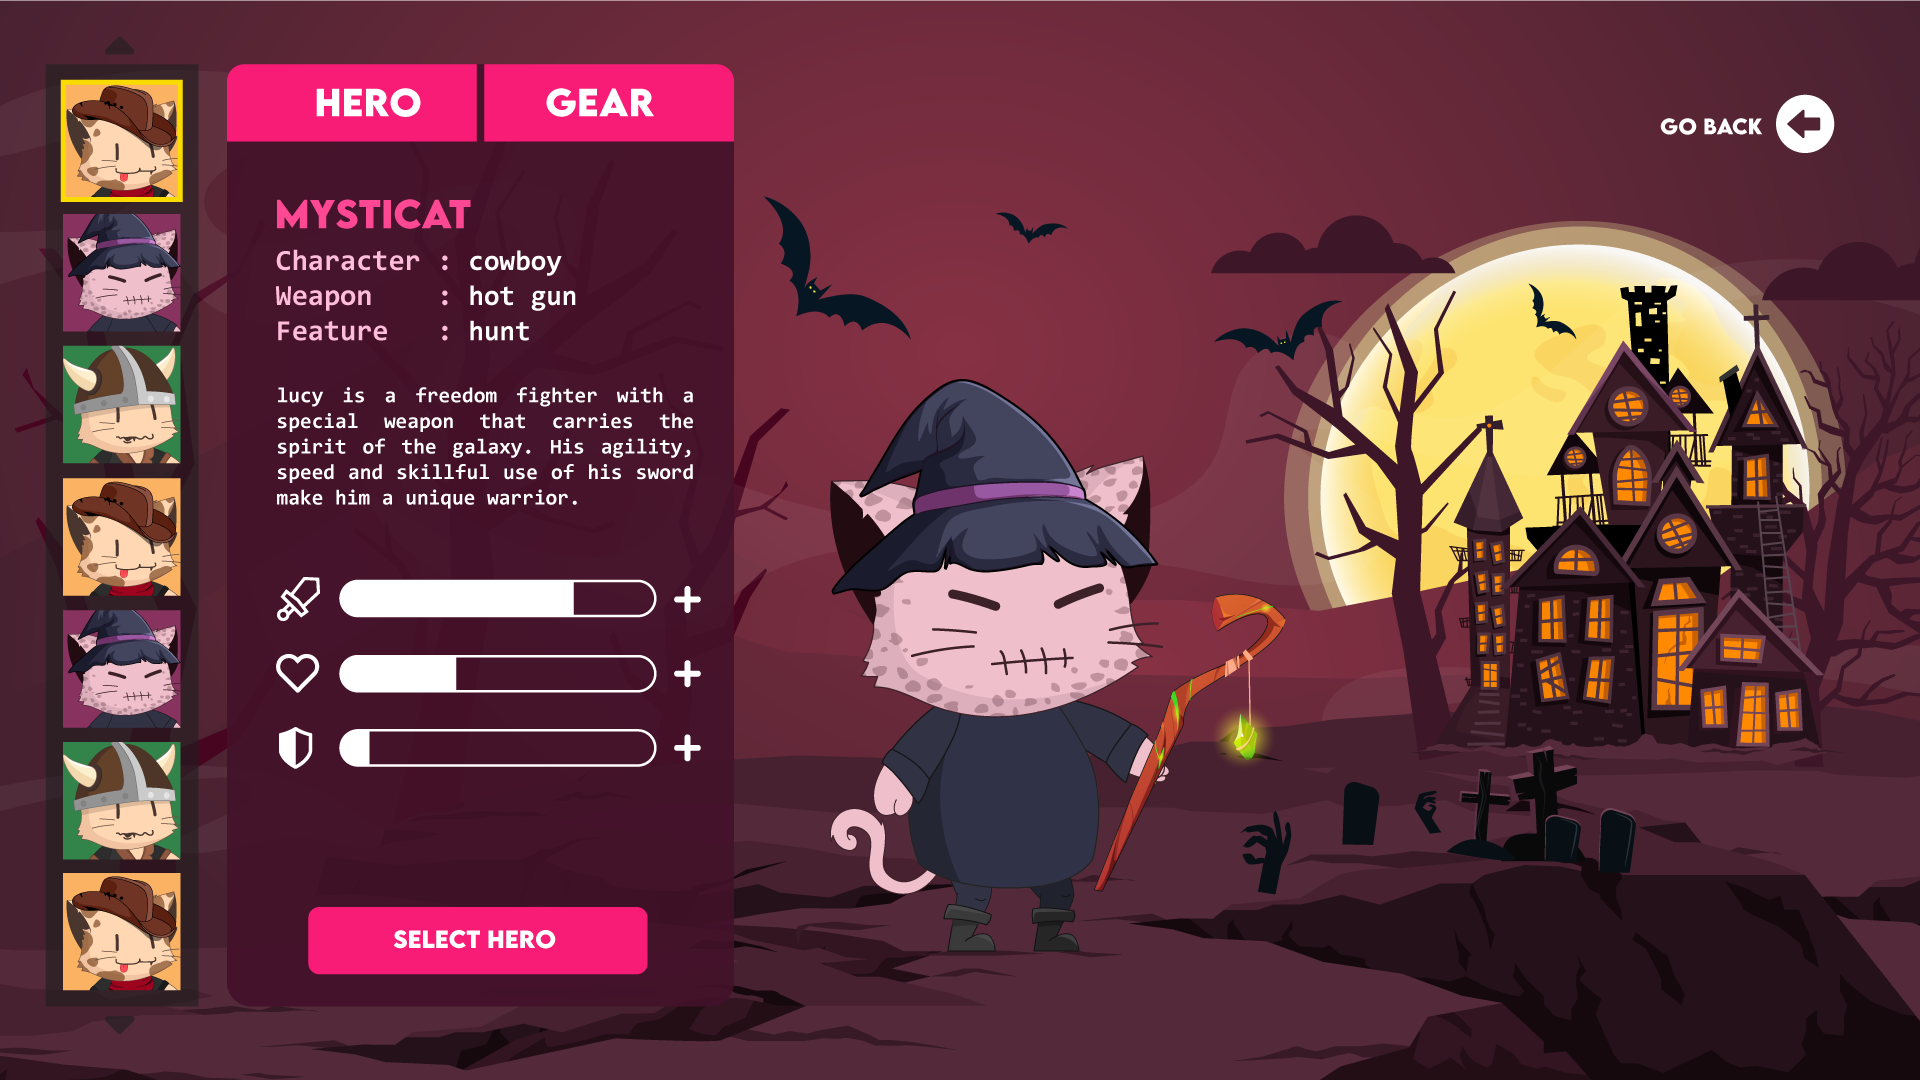 HERO GEAR
GO BACK
MYSTICAT
Character : cowboy
Weapon : hot gun
Feature : hunt
lucy is a freedom fighter with a
special weapon that carries the
spirit of the galaxy. His agility,
speed and skillful use of his sword
make him a unique warrior.
SELECT HERO